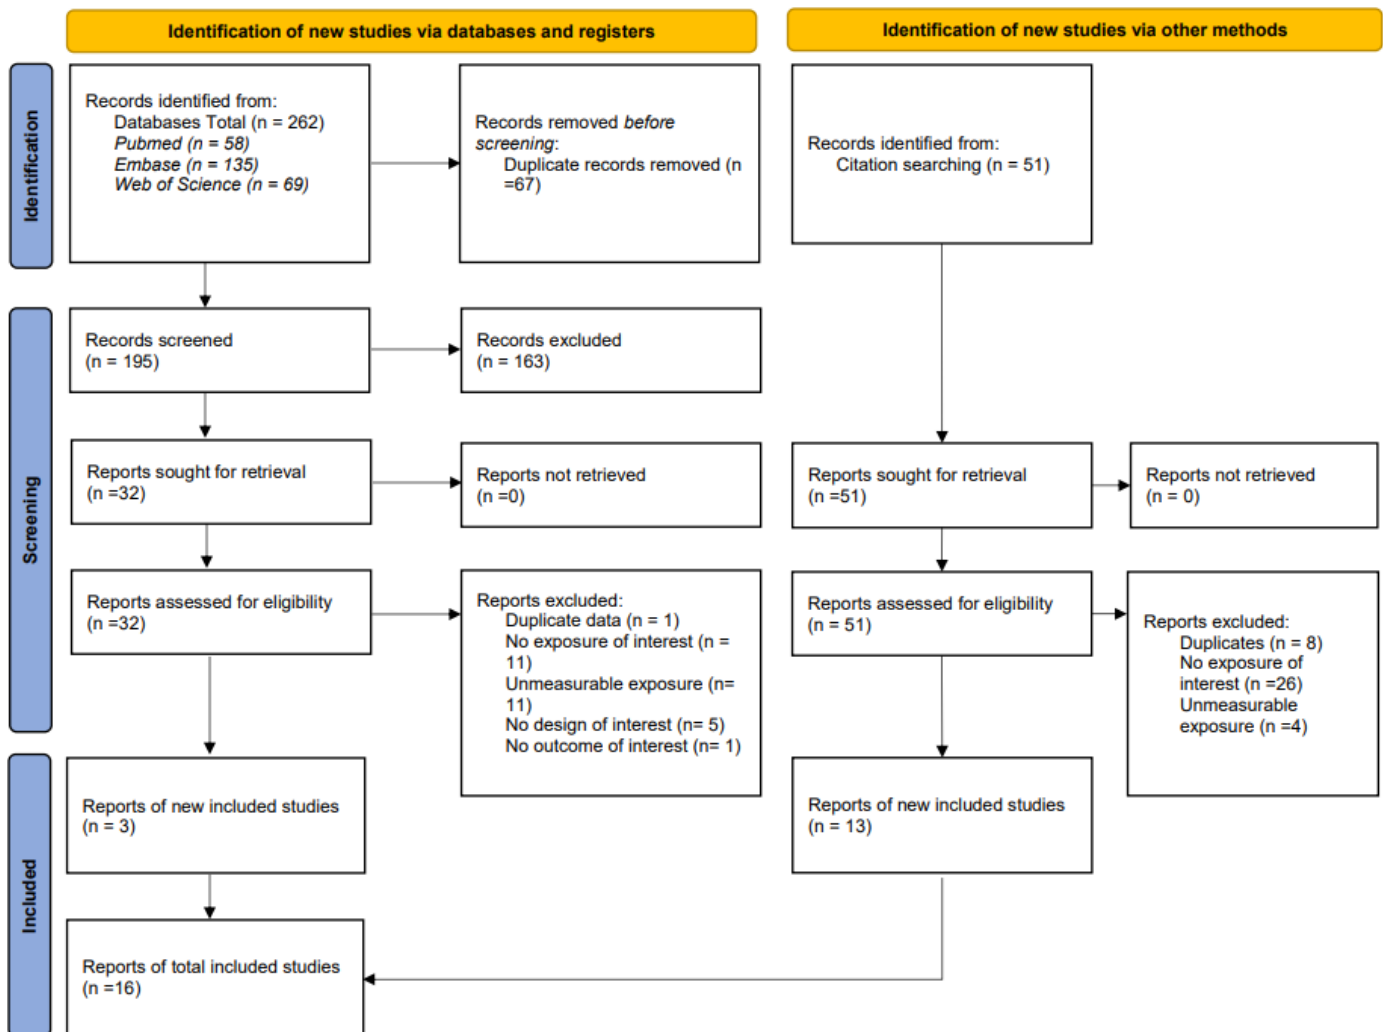 Identification of new studies via databases and registers
Identification of new studies via other methods
Identification
Records identified from:
Databases Total (n = 262)
Pubmed (n = 58)
Embase (n = 135)
Web of Science (n = 69)
Records removed before
screening:
Duplicate records removed (n
=67)
Records identified from:
Citation searching (n = 51)
Screening
Records screened
(n = 195)
Records excluded
(n = 163)
Reports sought for retrieval
(n =32)
Reports not retrieved
(n =0)
Reports sought for retrieval
(n =51)
Reports not retrieved
(n = 0)
Reports assessed for eligibility
(n =32)
Reports excluded:
Duplicate data (n = 1)
No exposure of interest (n =
11)
Unmeasurable exposure (n=
11)
No design of interest (n= 5)
No outcome of interest (n= 1)
Reports assessed for eligibility
(n = 51)
Reports excluded:
Duplicates (n = 8)
No exposure of
interest (n =26)
Unmeasurable
exposure (n =4)
Included
Reports of new included studies
(n = 3)
Reports of new included studies
(n = 13)
Reports of total included studies
(n =16)